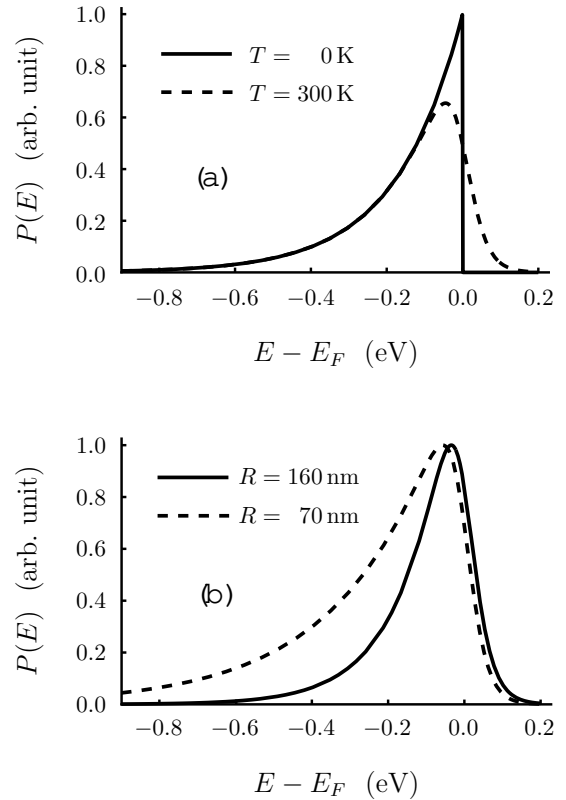 1.0
0.8
0.6
0.4
0.2
0.0
P(E) (arb. unit)
T = 0 K
T = 300 K
(a)
−0.8 −0.6 −0.4 −0.2 0.0 0.2
E − E_F (eV)
1.0
0.8
0.6
0.4
0.2
0.0
P(E) (arb. unit)
R = 160 nm
R = 70 nm
(b)
−0.8 −0.6 −0.4 −0.2 0.0 0.2
E − E_F (eV)